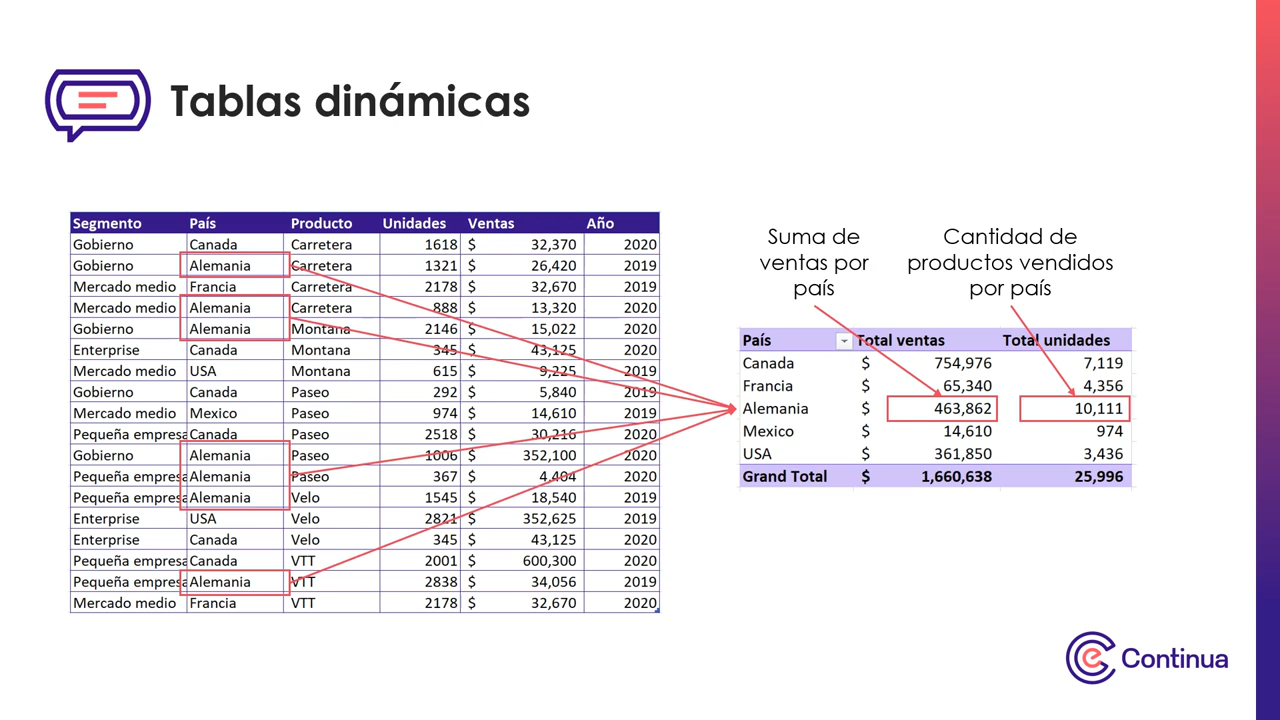 Tablas dinámicas
Segmento País Producto Unidades Ventas Año
Gobierno Canada Carretera 1618 $ 32,370 2020
Gobierno Alemania Carretera 1321 $ 26,420 2019
Mercado medio Francia Carretera 2178 $ 32,670 2019
Mercado medio Alemania Carretera 888 $ 13,320 2020
Gobierno Alemania Montana 2146 $ 15,022 2020
Enterprise Canada Montana 345 $ 43,125 2020
Mercado medio USA Montana 615 $ 9,225 2019
Gobierno Canada Paseo 292 $ 5,840 2019
Mercado medio Mexico Paseo 974 $ 14,610 2019
Pequeña empresa Canada Paseo 2518 $ 30,216 2020
Gobierno Alemania Paseo 1006 $ 352,100 2020
Pequeña empresa Alemania Paseo 367 $ 4,404 2020
Pequeña empresa Alemania Velo 1545 $ 18,540 2019
Enterprise USA Velo 2821 $ 352,625 2019
Enterprise Canada Velo 345 $ 43,125 2020
Pequeña empresa Canada VTT 2001 $ 600,300 2020
Pequeña empresa Alemania VTT 2838 $ 34,056 2019
Mercado medio Francia VTT 2178 $ 32,670 2020
Suma de
ventas por
país
Cantidad de
productos vendidos
por país
País Total ventas Total unidades
Canada $ 754,976 7,119
Francia $ 65,340 4,356
Alemania $ 463,862 10,111
Mexico $ 14,610 974
USA $ 361,850 3,436
Grand Total $ 1,660,638 25,996
Continua